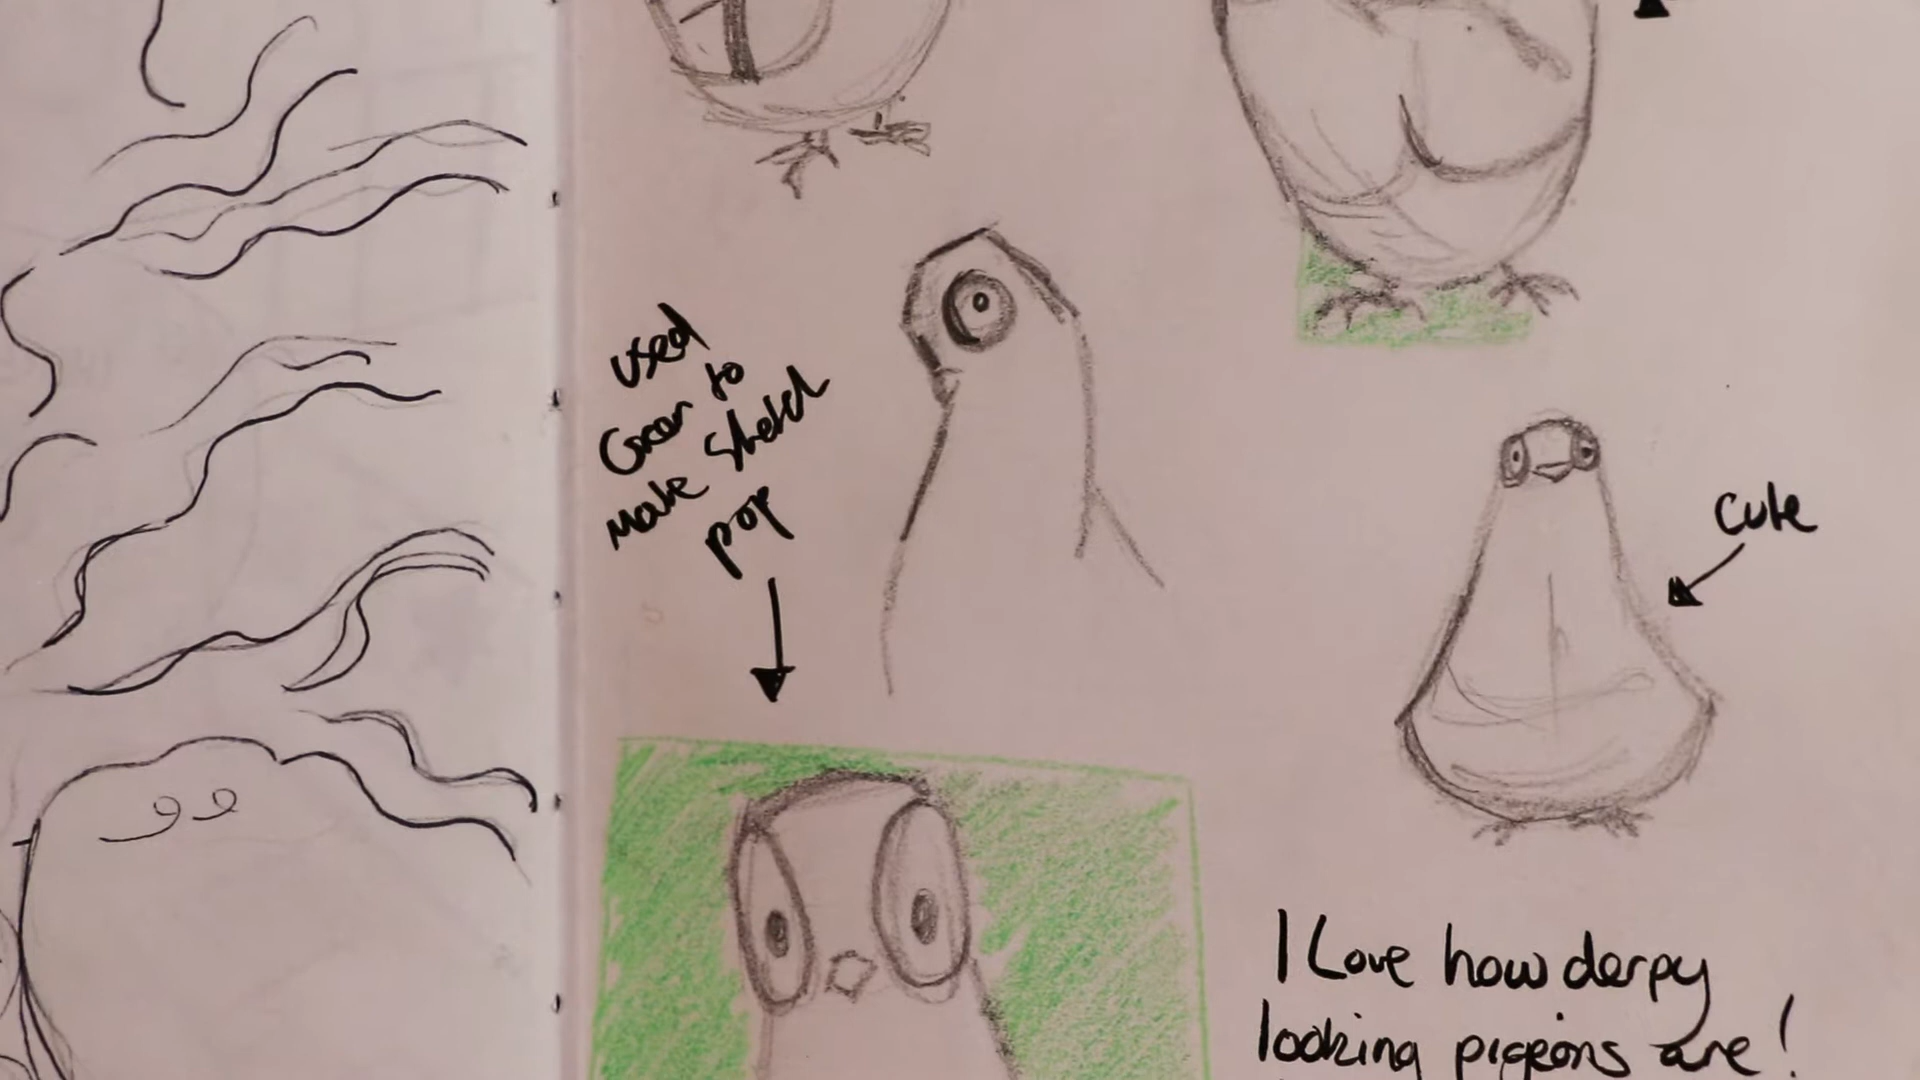 used
Green to
make sketch
pop
cute
I Love how derpy
looking pigeons are!